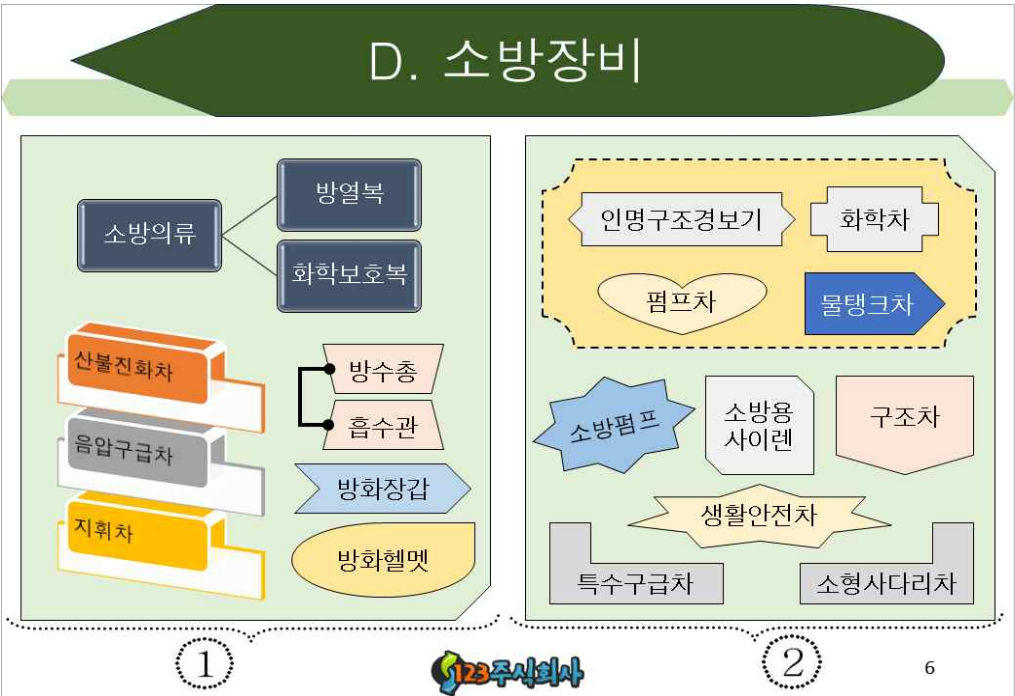 D. 소방장비
소방의류
방열복
화학보호복
산불진화차
음압구급차
지휘차
방수총
흡수관
방화장갑
방화헬멧
1
인명구조경보기
화학차
펌프차
물탱크차
소방펌프
소방용
사이렌
구조차
생활안전차
특수구급차
소형사다리차
2
123주식회사
6